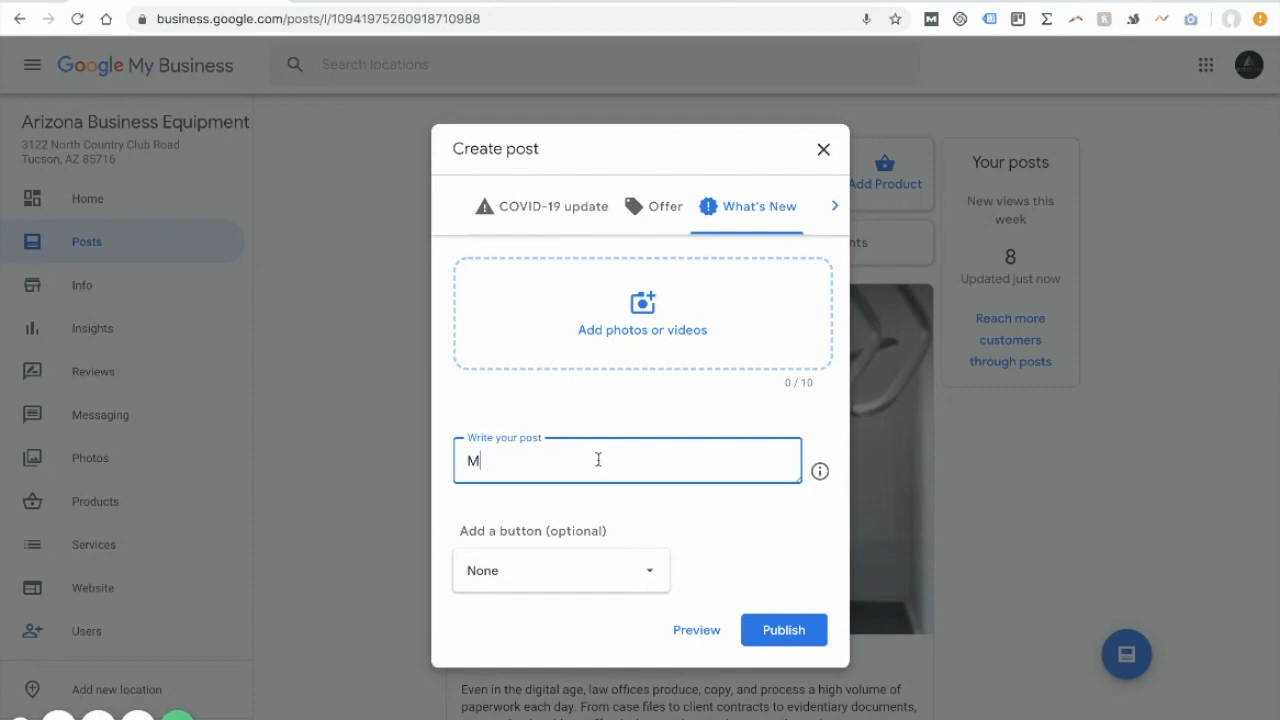 business.google.com/posts/l/10941975260918710988
Google My Business
Search locations
Arizona Business Equipment
3122 North Country Club Road
Tucson, AZ 85716
Home
Posts
Info
Insights
Reviews
Messaging
Photos
Products
Services
Website
Users
Add new location
Create post
COVID-19 update
Offer
What's New
Add photos or videos
0 / 10
Write your post
M
Add a button (optional)
None
Preview
Publish
Add Product
nts
Your posts
New views this
week
8
Updated just now
Reach more
customers
through posts
Even in the digital age, law offices produce, copy, and process a high volume of
paperwork each day. From case files to client contracts to evidentiary documents,